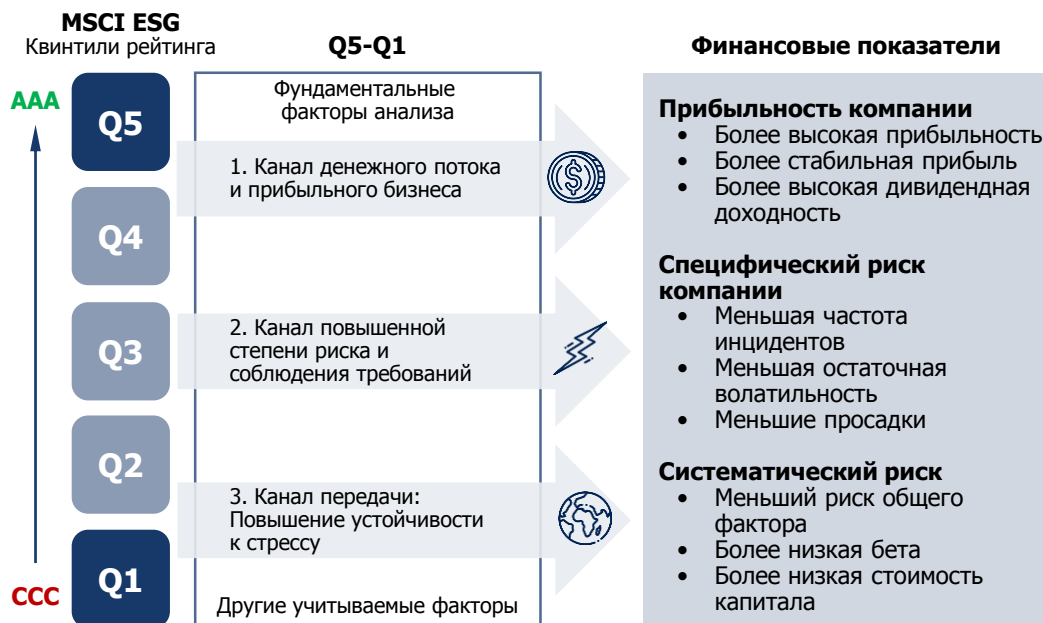 MSCI ESG
Квинтили рейтинга
AAA
Q5
Q4
Q3
Q2
Q1
CCC
Q5-Q1
Фундаментальные
факторы анализа
1. Канал денежного потока
и прибыльного бизнеса
$
2. Канал повышенной
степени риска и
соблюдения требований
3. Канал передачи:
Повышение устойчивости
к стрессу
Другие учитываемые факторы
Финансовые показатели
Прибыльность компании
• Более высокая прибыльность
• Более стабильная прибыль
• Более высокая дивидендная
доходность
Специфический риск
компании
• Меньшая частота
инцидентов
• Меньшая остаточная
волатильность
• Меньшие просадки
Систематический риск
• Меньший риск общего
фактора
• Более низкая бета
• Более низкая стоимость
капитала